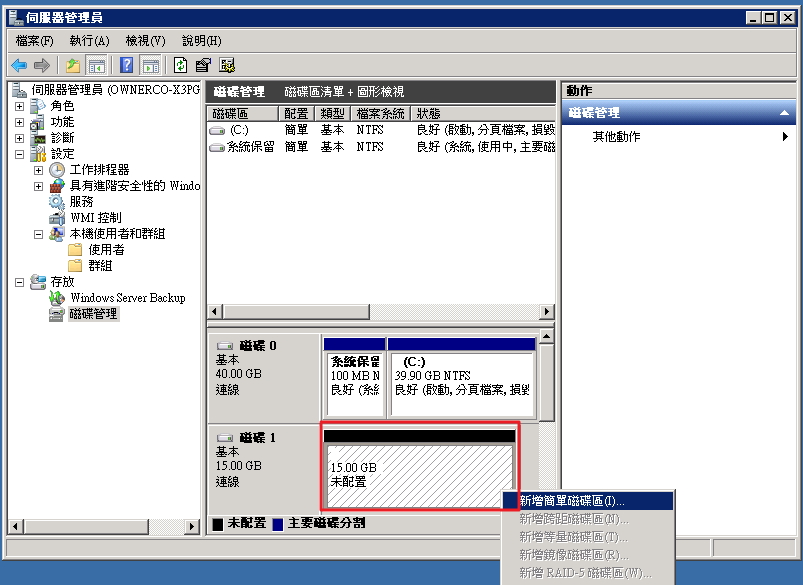 伺服器管理員
檔案(F) 執行(A) 檢視(V) 說明(H)
伺服器管理員 (OWNERCO-X3PG
角色
功能
診斷
設定
工作排程器
具有進階安全性的 Windo
服務
WMI 控制
本機使用者和群組
使用者
群組
存放
Windows Server Backup
磁碟管理
磁碟管理 磁碟區清單 + 圖形檢視
磁碟區 配置 類型 檔案系統 狀態
(C:) 簡單 基本 NTFS 良好 (啟動, 分頁檔案, 損毀
系統保留 簡單 基本 NTFS 良好 (系統, 使用中, 主要磁
磁碟 0
基本
40.00 GB
連線
系統保留
100 MB N
良好 (系統
(C:)
39.90 GB NTFS
良好 (啟動, 分頁檔案, 損毀
磁碟 1
基本
15.00 GB
連線
15.00 GB
未配置
未配置 主要磁碟分割
動作
磁碟管理
其他動作
新增簡單磁碟區(I)...
新增跨距磁碟區(N)...
新增等量磁碟區(T)...
新增鏡像磁碟區(R)...
新增 RAID-5 磁碟區(W)...